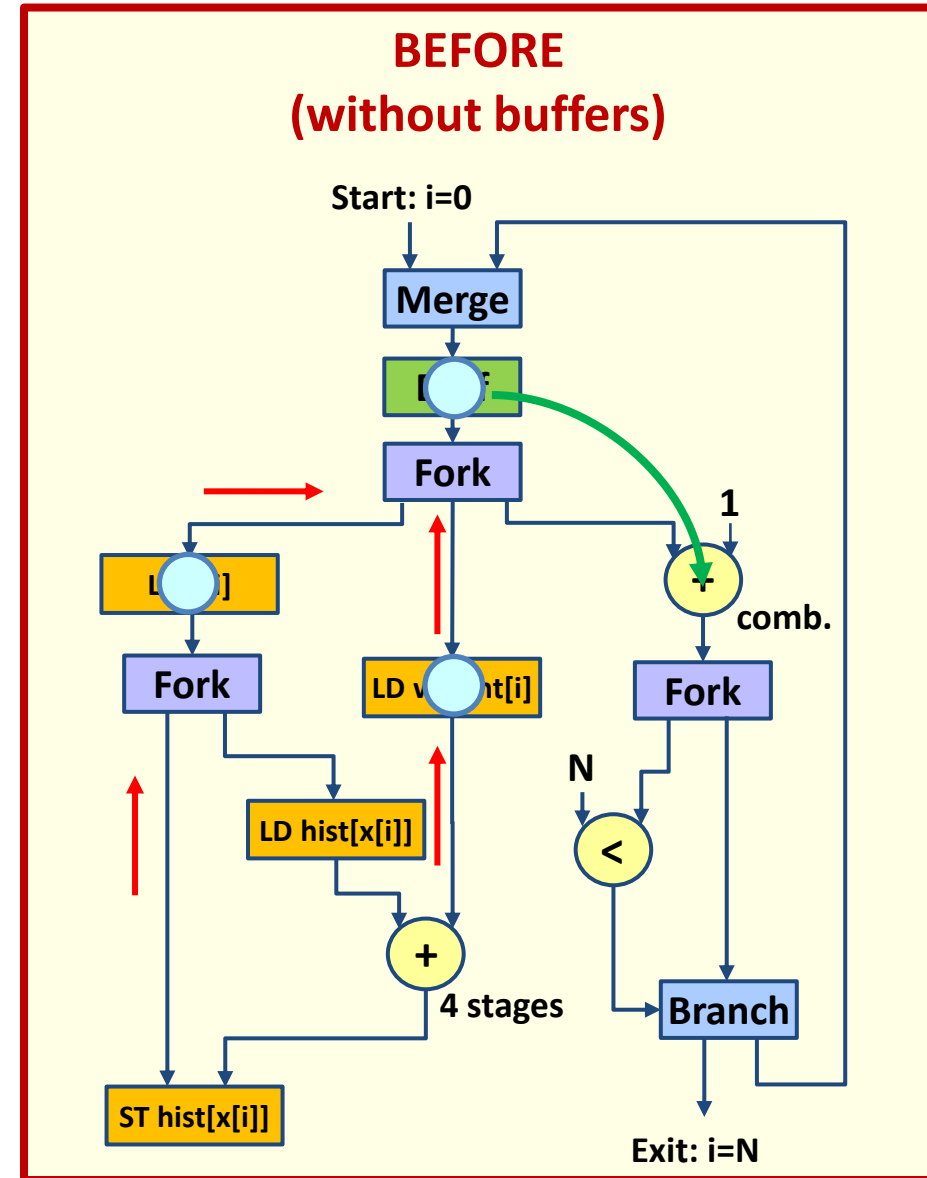 BEFORE
(without buffers)
Start: i=0
Merge
Fork
1
+
comb.
Fork
LD
Fork
N
LD hist[x[i]]
<
+
4 stages
Branch
ST hist[x[i]]
Exit: i=N